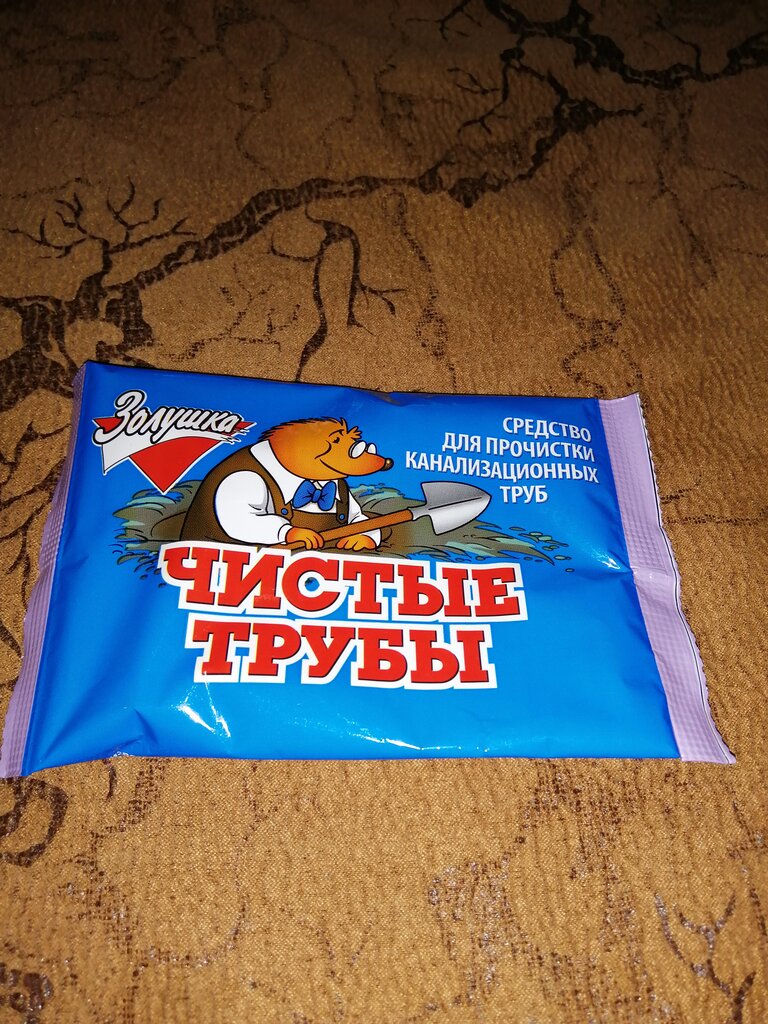 Золушка
СРЕДСТВО
ДЛЯ ПРОЧИСТКИ
КАНАЛИЗАЦИОННЫХ
ТРУБ
ЧИСТЫЕ
ТРУБЫ